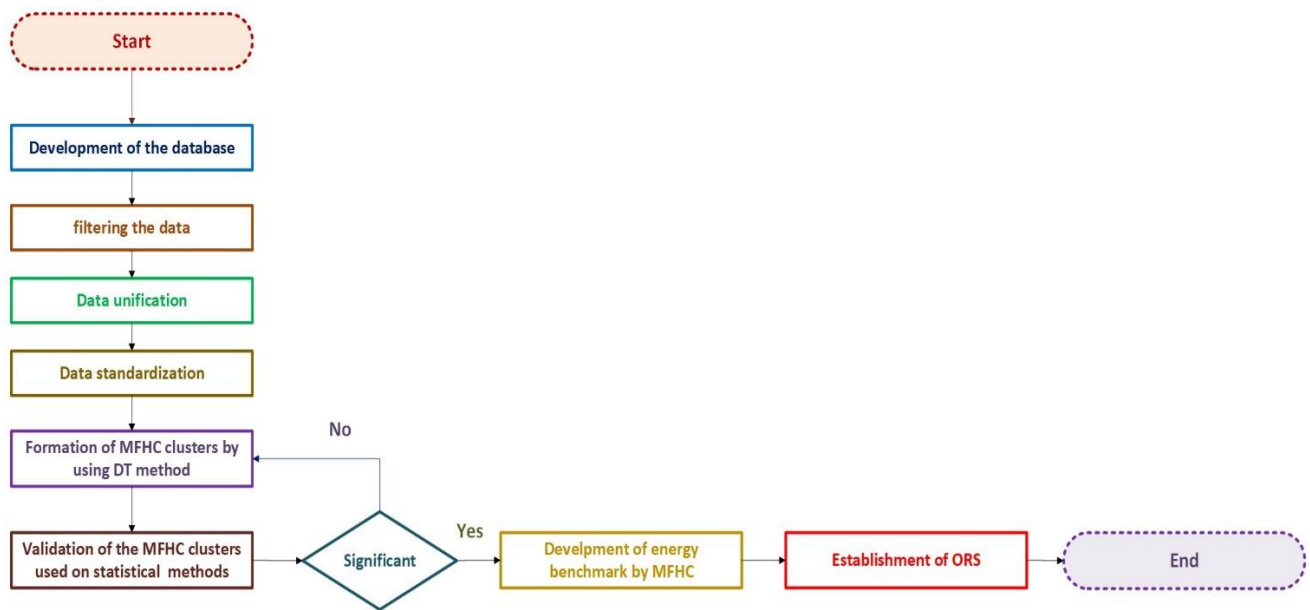 Start
Development of the database
filtering the data
Data unification
Data standardization
Formation of MFHC clusters by
using DT method
No
Validation of the MFHC clusters
used on statistical methods
Significant
Yes
Develpment of energy
benchmark by MFHC
Establishment of ORS
End